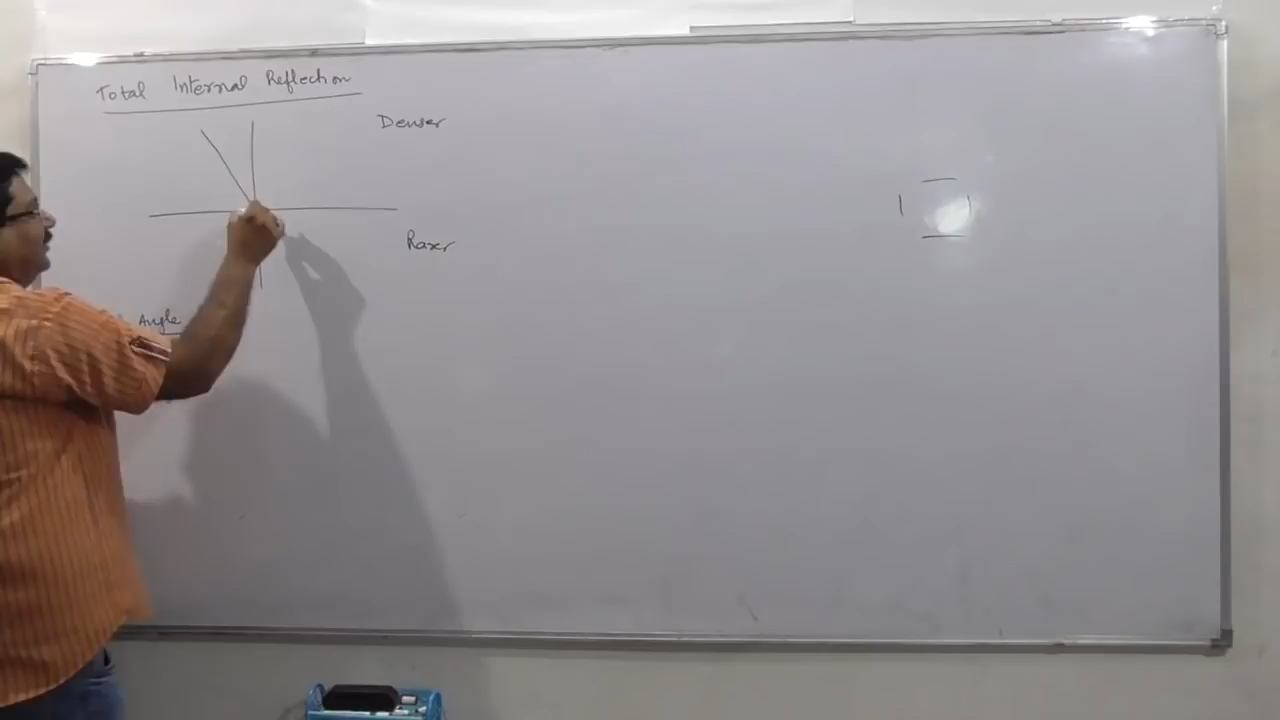 Total Internal Reflection
Denser
Rarer
Angle